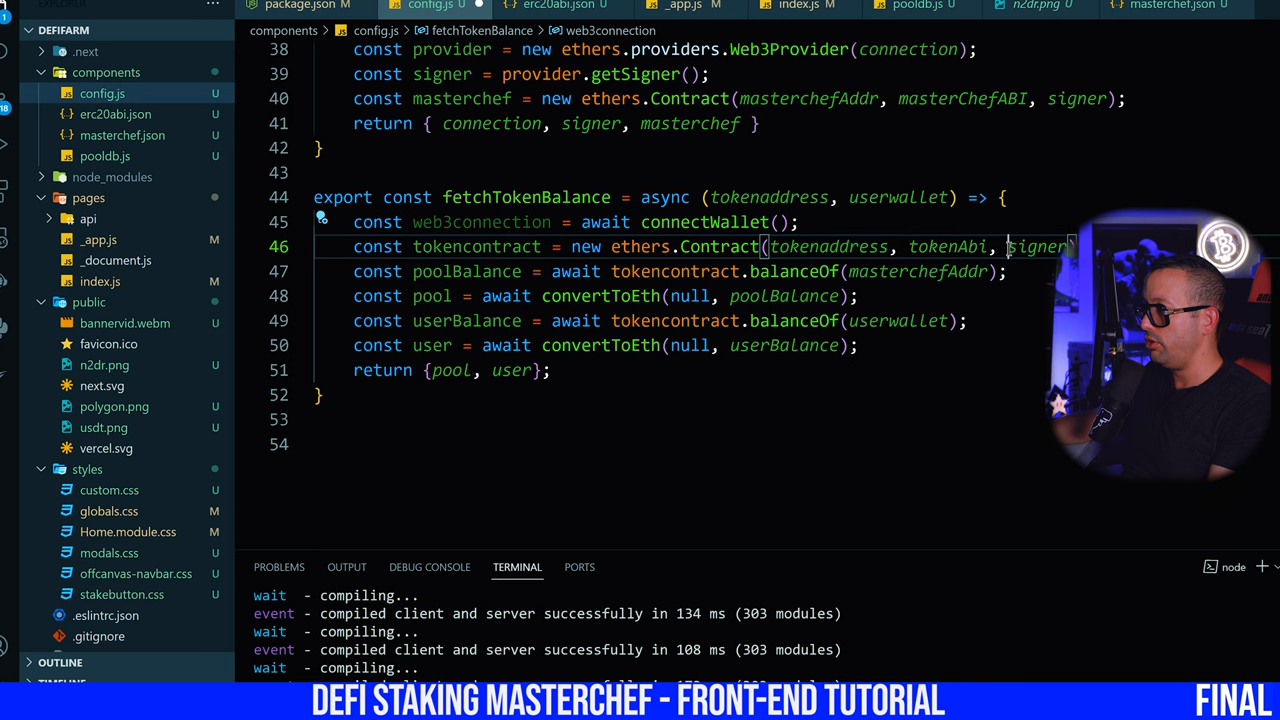 EXPLORER
···
package.json M
config.js U
erc20abi.json U
_app.js M
index.js M
pooldb.js U
n2dr.png U
masterchef.json U
DEFIFARM
.next
components
config.js U
erc20abi.json U
masterchef.json U
pooldb.js U
node_modules
pages
api
_app.js M
_document.js
index.js M
public
bannervid.webm U
favicon.ico
n2dr.png U
next.svg
polygon.png U
usdt.png U
vercel.svg
styles
custom.css U
globals.css M
Home.module.css M
modals.css U
offcanvas-navbar.css U
stakebutton.css U
.eslintrc.json
.gitignore
OUTLINE
components > config.js > fetchTokenBalance > web3connection
38 const provider = new ethers.providers.Web3Provider(connection);
39 const signer = provider.getSigner();
40 const masterchef = new ethers.Contract(masterchefAddr, masterChefABI, signer);
41 return { connection, signer, masterchef }
42 }
43
44 export const fetchTokenBalance = async (tokenaddress, userwallet) => {
45 const web3connection = await connectWallet();
46 const tokencontract = new ethers.Contract(tokenaddress, tokenAbi, signer)
47 const poolBalance = await tokencontract.balanceOf(masterchefAddr);
48 const pool = await convertToEth(null, poolBalance);
49 const userBalance = await tokencontract.balanceOf(userwallet);
50 const user = await convertToEth(null, userBalance);
51 return {pool, user};
52 }
53
54
PROBLEMS OUTPUT DEBUG CONSOLE TERMINAL PORTS
node
wait - compiling...
event - compiled client and server successfully in 134 ms (303 modules)
wait - compiling...
event - compiled client and server successfully in 108 ms (303 modules)
wait - compiling...
DEFI STAKING MASTERCHEF - FRONT-END TUTORIAL
FINAL